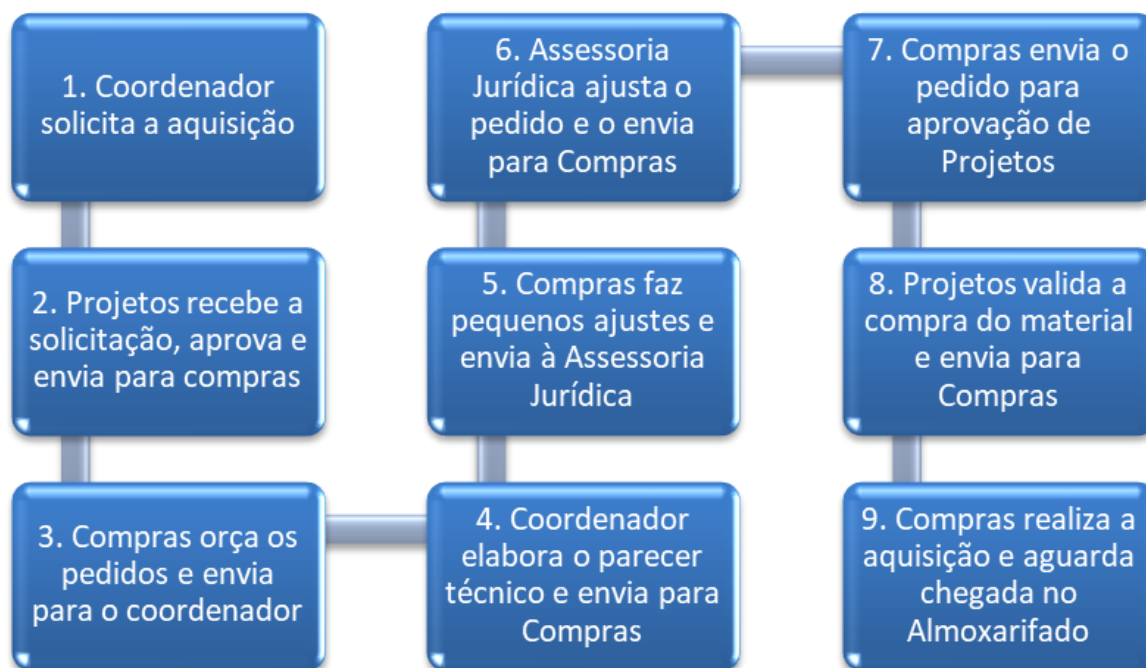 1. Coordenador
solicita a aquisição
2. Projetos recebe a
solicitação, aprova e
envia para compras
3. Compras orça os
pedidos e envia
para o coordenador
4. Coordenador
elabora o parecer
técnico e envia para
Compras
5. Compras faz
pequenos ajustes e
envia à Assessoria
Jurídica
6. Assessoria
Jurídica ajusta o
pedido e o envia
para Compras
7. Compras envia o
pedido para
aprovação de
Projetos
8. Projetos valida a
compra do material
e envia para
Compras
9. Compras realiza a
aquisição e aguarda
chegada no
Almoxarifado